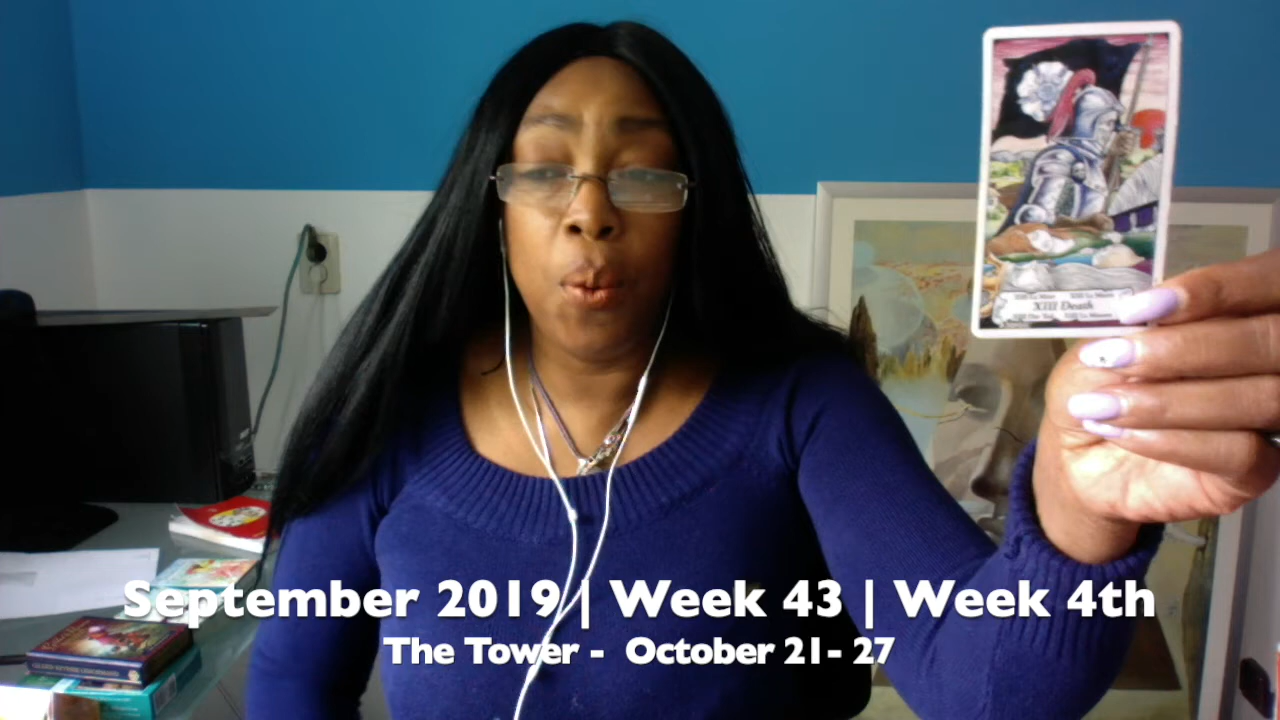 XIII Death
September 2019 | Week 43 | Week 4th
The Tower - October 21- 27